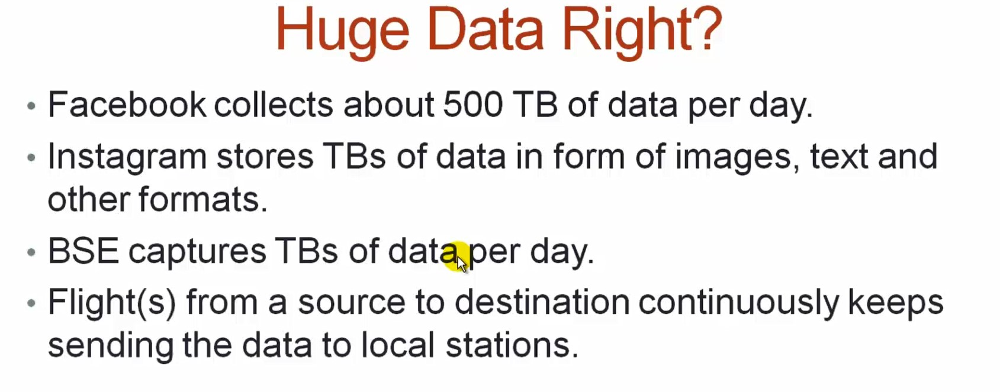 Huge Data Right?
• Facebook collects about 500 TB of data per day.
• Instagram stores TBs of data in form of images, text and
other formats.
• BSE captures TBs of data per day.
• Flight(s) from a source to destination continuously keeps
sending the data to local stations.